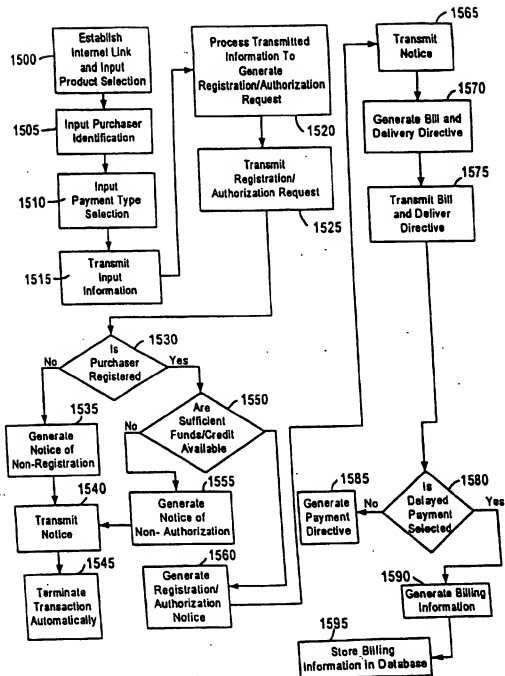 1500
Establish
Internet Link
and Input
Product Selection
1505
Input Purchaser
Identification
1510
Input
Payment Type
Selection
1515
Transmit
Input
Information
Process Transmitted
Information To
Generate
Registration/Authorization
Request
1520
Transmit
Registration/
Authorization Request
1525
1530
Is
Purchaser
Registered
No
Yes
1535
Generate
Notice of
Non-Registration
1540
Transmit
Notice
1545
Terminate
Transaction
Automatically
1550
Are
Sufficient
Funds/Credit
Available
No
1555
Generate
Notice of
Non- Authorization
1560
Generate
Registration/
Authorization
Notice
1565
Transmit
Notice
1570
Generate Bill and
Delivery Directive
1575
Transmit Bill
and Deliver
Directive
1580
Is
Delayed
Payment
Selected
No
Yes
1585
Generate
Payment
Directive
1590
Generate Billing
Information
1595
Store Billing
Information in Database